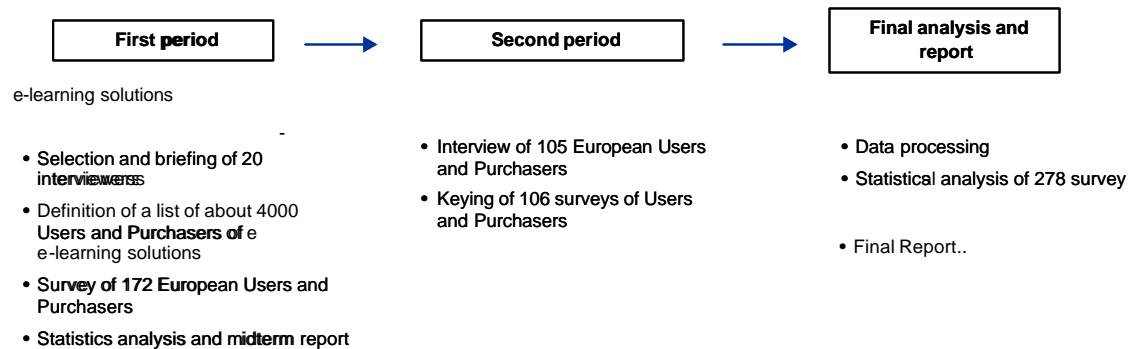 First period
Second period
Final analysis and
report
e-learning solutions
-
• Selection and briefing of 20
interviewerss
• Definition of a list of about 4000
Users and Purchasers of e
e-learning solutions
• Survey of 172 European Users and
Purchasers
• Statistics analysis and midterm report
• Interview of 105 European Users
and Purchasers
• Keying of 106 surveys of Users
and Purchasers
• Data processing
• Statistical analysis of 278 survey
• Final Report..